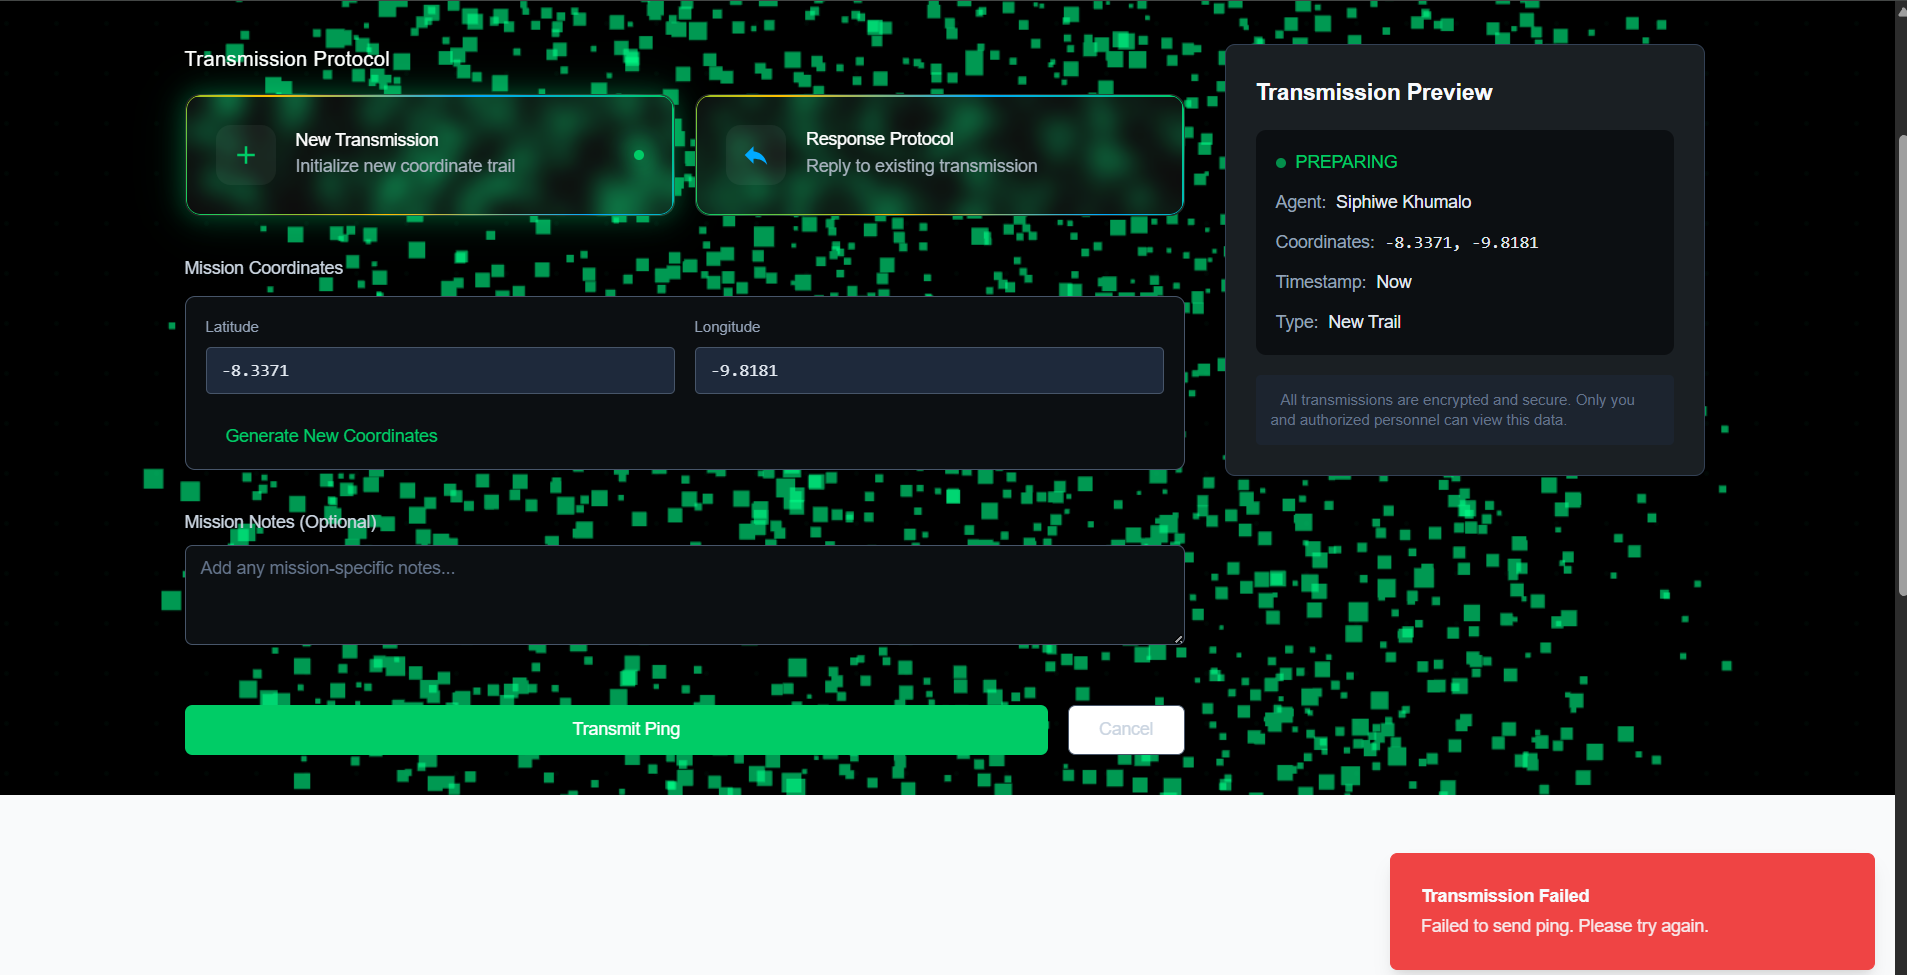 Transmission Protocol
New Transmission
Initialize new coordinate trail
Response Protocol
Reply to existing transmission
Mission Coordinates
Latitude
Longitude
-8.3371
-9.8181
Generate New Coordinates
Mission Notes (Optional)
Add any mission-specific notes...
Transmit Ping
Cancel
Transmission Preview
PREPARING
Agent: Siphiwe Khumalo
Coordinates: -8.3371, -9.8181
Timestamp: Now
Type: New Trail
All transmissions are encrypted and secure. Only you
and authorized personnel can view this data.
Transmission Failed
Failed to send ping. Please try again.